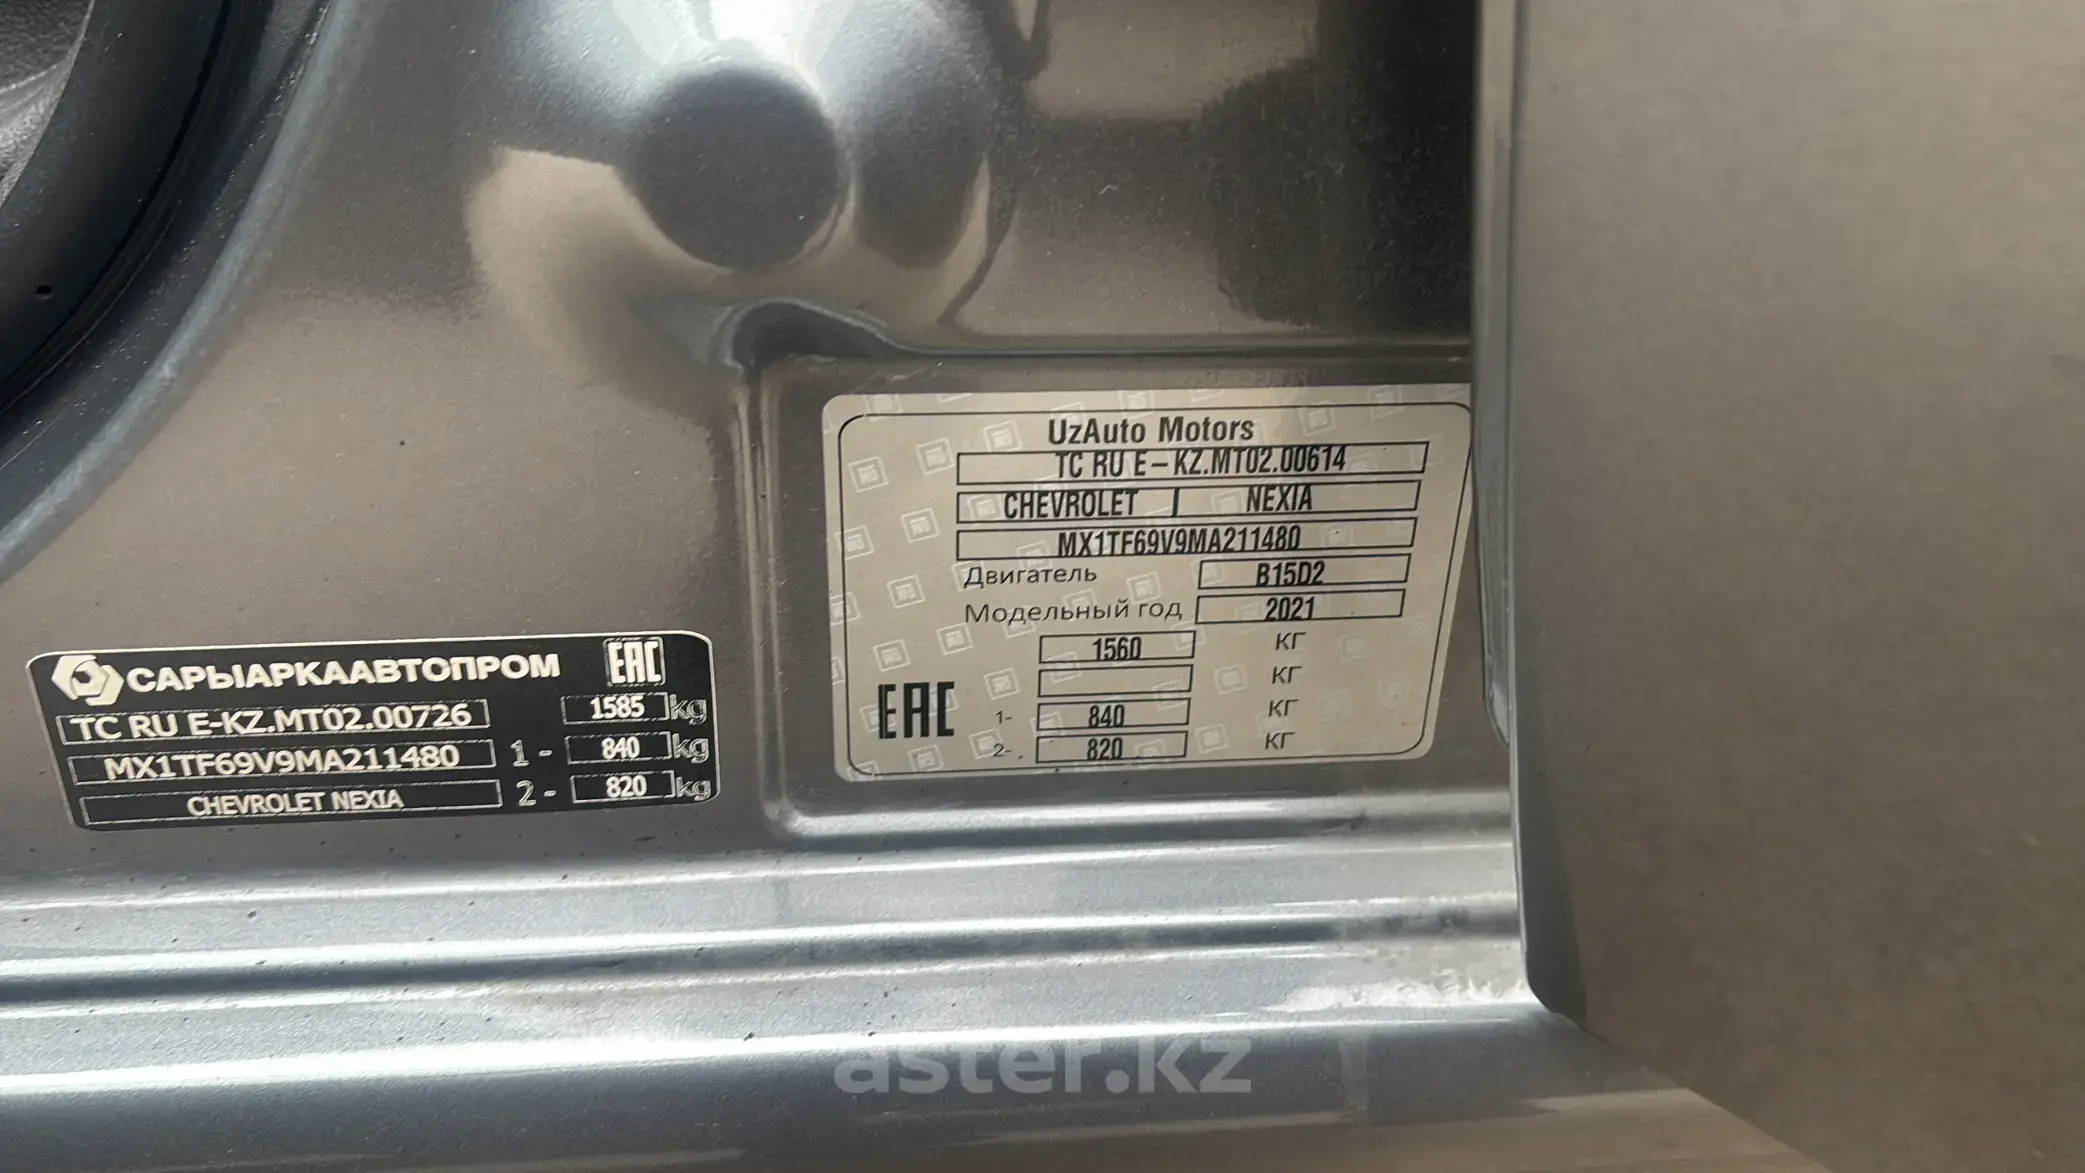 UzAuto Motors
TC RU E-KZ.MT02.00614
CHEVROLET / NEXIA
MX1TF69V9MA211480
Двигатель B15D2
Модельный год 2021
1560 КГ
КГ
1- 840 КГ
2- 820 КГ
EAC
САРЫАРКААВТОПРОМ EAC
TC RU E-KZ.MT02.00726 1585 kg
MX1TF69V9MA211480 1 - 840 kg
CHEVROLET NEXIA 2 - 820 kg
aster.kz